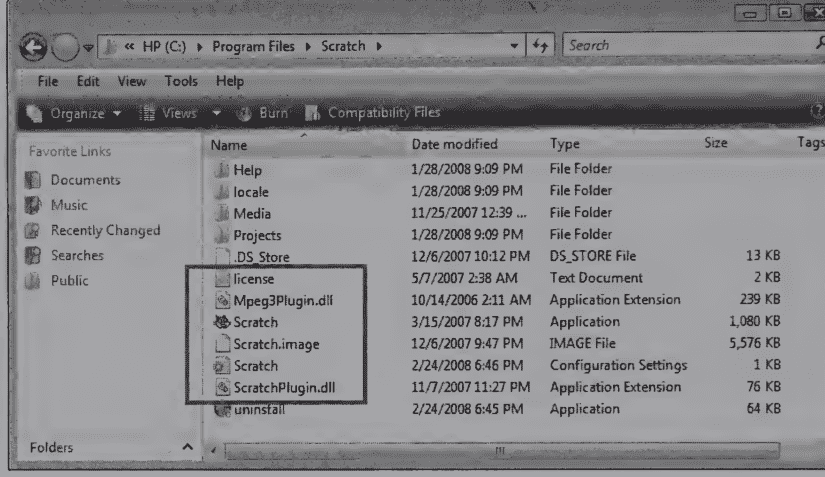 « HP (C:) ▸ Program Files ▸ Scratch ▸ Search
File Edit View Tools Help
Organize Views Burn Compatibility Files ?
Favorite Links
Documents
Music
Recently Changed
Searches
Public
Folders
Name Date modified Type Size Tags
Help 1/28/2008 9:09 PM File Folder
locale 1/28/2008 9:09 PM File Folder
Media 11/25/2007 12:39 ... File Folder
Projects 1/28/2008 9:09 PM File Folder
.DS_Store 12/6/2007 10:12 PM DS_STORE File 13 KB
license 5/7/2007 2:38 AM Text Document 2 KB
Mpeg3Plugin.dll 10/14/2006 2:11 AM Application Extension 239 KB
Scratch 3/15/2007 8:17 PM Application 1,080 KB
Scratch.image 12/6/2007 9:47 PM IMAGE File 5,576 KB
Scratch 2/24/2008 6:46 PM Configuration Settings 1 KB
ScratchPlugin.dll 11/7/2007 11:27 PM Application Extension 76 KB
uninstall 2/24/2008 6:45 PM Application 64 KB